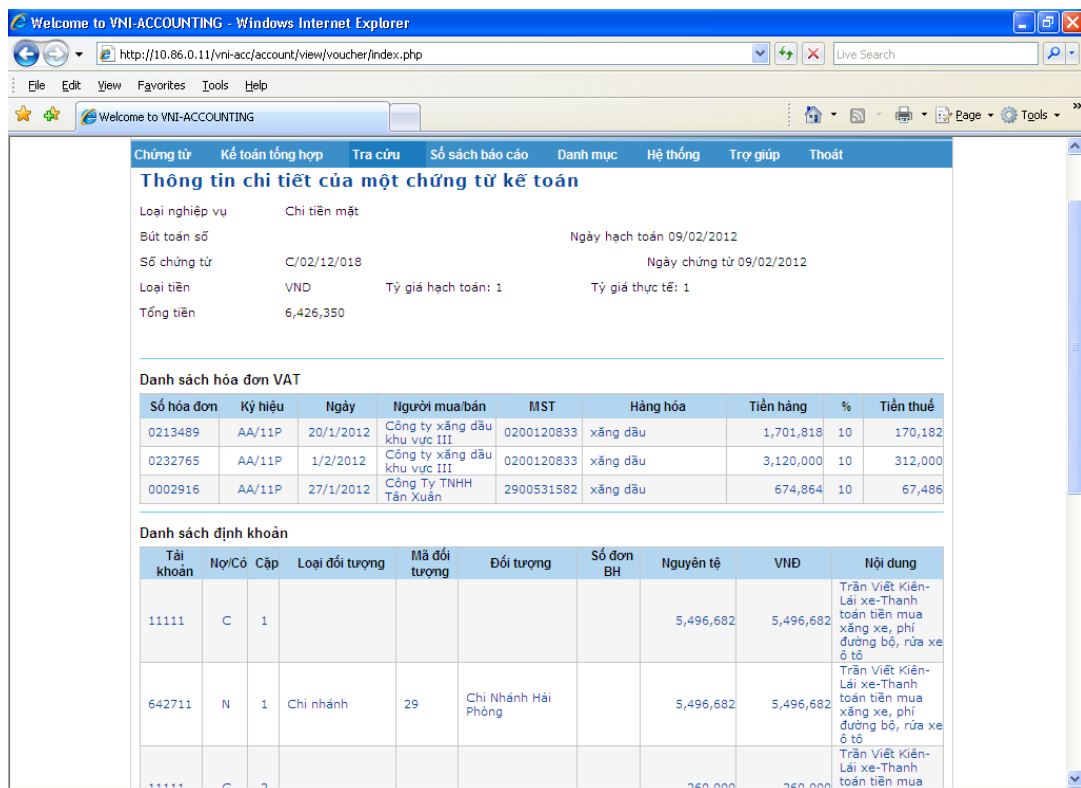 Welcome to VNI-ACCOUNTING - Windows Internet Explorer
http://10.86.0.11/vni-acc/account/view/voucher/index.php
Live Search
File Edit View Favorites Tools Help
Welcome to VNI-ACCOUNTING
Page Tools
Chứng từ Kế toán tổng hợp Tra cứu Sổ sách báo cáo Danh mục Hệ thống Trợ giúp Thoát
Thông tin chi tiết của một chứng từ kế toán
Loại nghiệp vụ Chi tiền mặt
Bút toán số Ngày hạch toán 09/02/2012
Số chứng từ C/02/12/018 Ngày chứng từ 09/02/2012
Loại tiền VND Tỷ giá hạch toán: 1 Tỷ giá thực tế: 1
Tổng tiền 6,426,350
Danh sách hóa đơn VAT
Số hóa đơn Ký hiệu Ngày Người mua/bán MST Hàng hóa Tiền hàng % Tiền thuế
0213489 AA/11P 20/1/2012 Công ty xăng dầu khu vực III 0200120833 xăng dầu 1,701,818 10 170,182
0232765 AA/11P 1/2/2012 Công ty xăng dầu khu vực III 0200120833 xăng dầu 3,120,000 10 312,000
0002916 AA/11P 27/1/2012 Công Ty TNHH Tân Xuân 2900531582 xăng dầu 674,864 10 67,486
Danh sách định khoản
Tài khoản Nợ/Có Cặp Loại đối tượng Mã đối tượng Đối tượng Số đơn BH Nguyên tệ VNĐ Nội dung
11111 C 1 5,496,682 5,496,682 Trần Viết Kiên-
Lái xe-Thanh
toán tiền mua
xăng xe, phí
đường bộ, rửa xe
ô tô
642711 N 1 Chi nhánh 29 Chi Nhánh Hải Phòng 5,496,682 5,496,682 Trần Viết Kiên-
Lái xe-Thanh
toán tiền mua
xăng xe, phí
đường bộ, rửa xe
ô tô
Trần Viết Kiên-
Lái xe-Thanh
toán tiền mua
11111 C 2